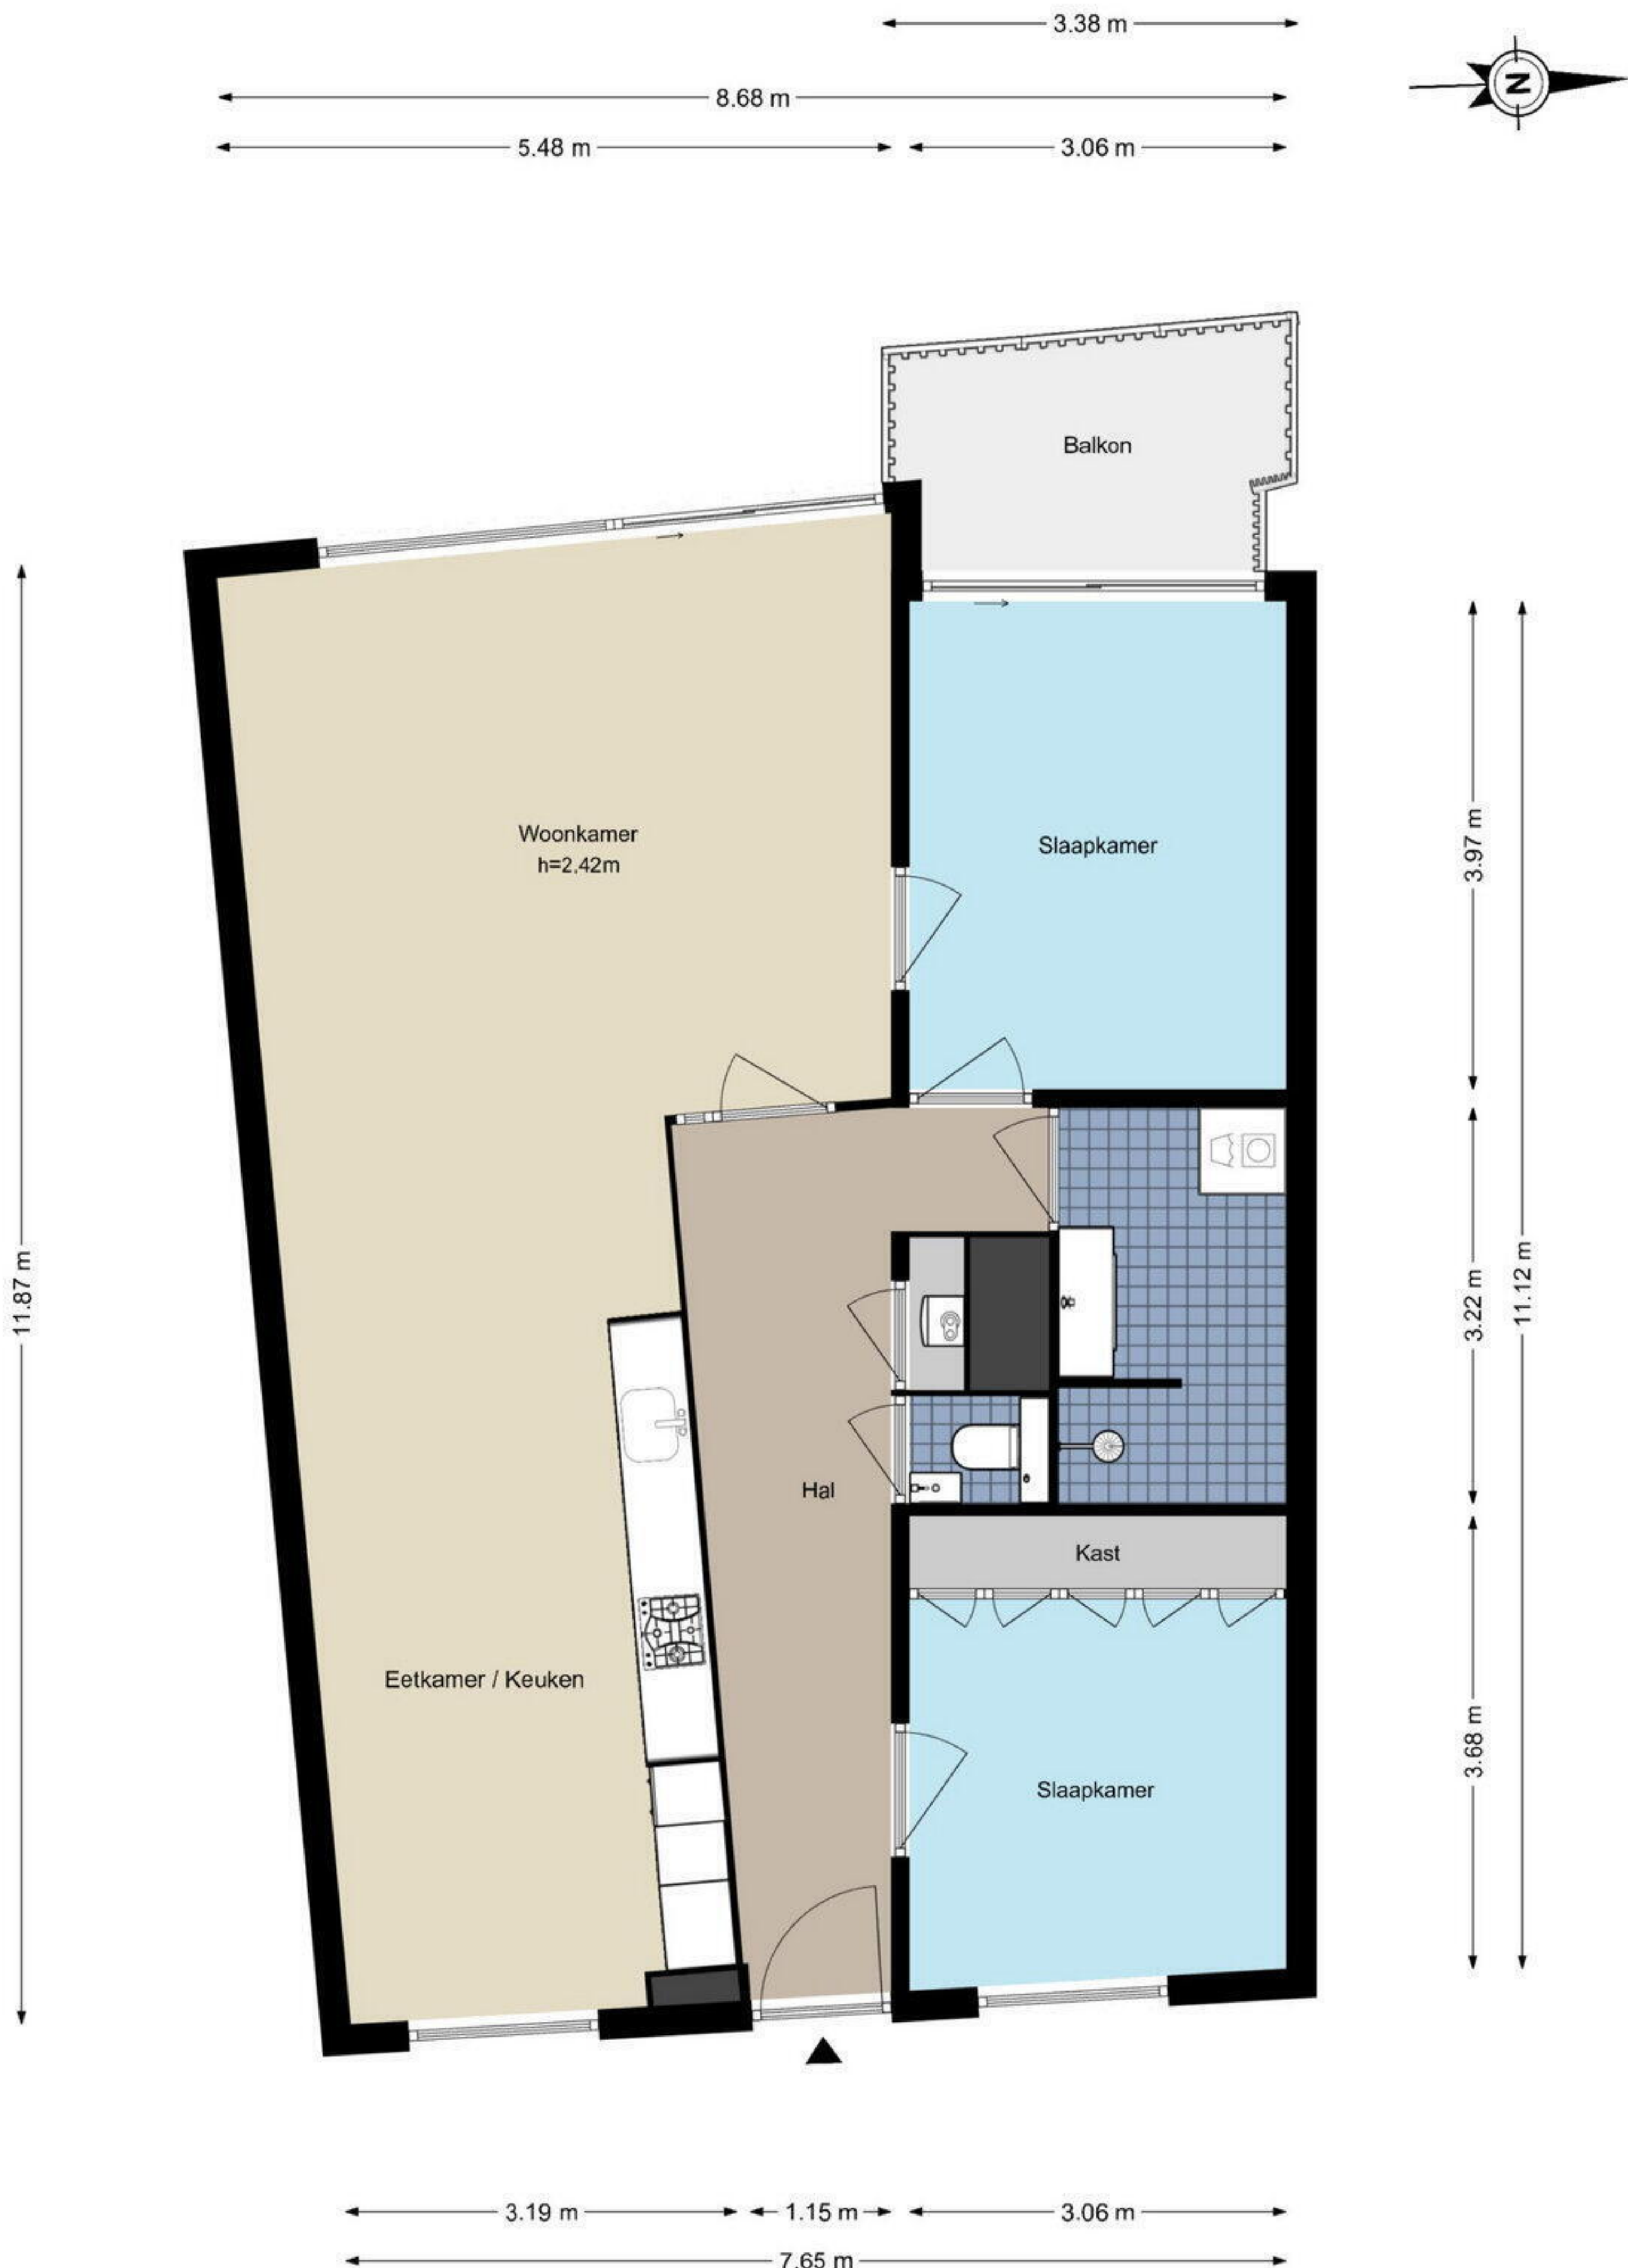 3.38 m
8.68 m
5.48 m
3.06 m
N
Balkon
Woonkamer
h=2,42m
Slaapkamer
3.97 m
11.87 m
3.22 m
11.12 m
Hal
Kast
Eetkamer / Keuken
3.68 m
Slaapkamer
3.19 m
1.15 m
3.06 m
7.65 m